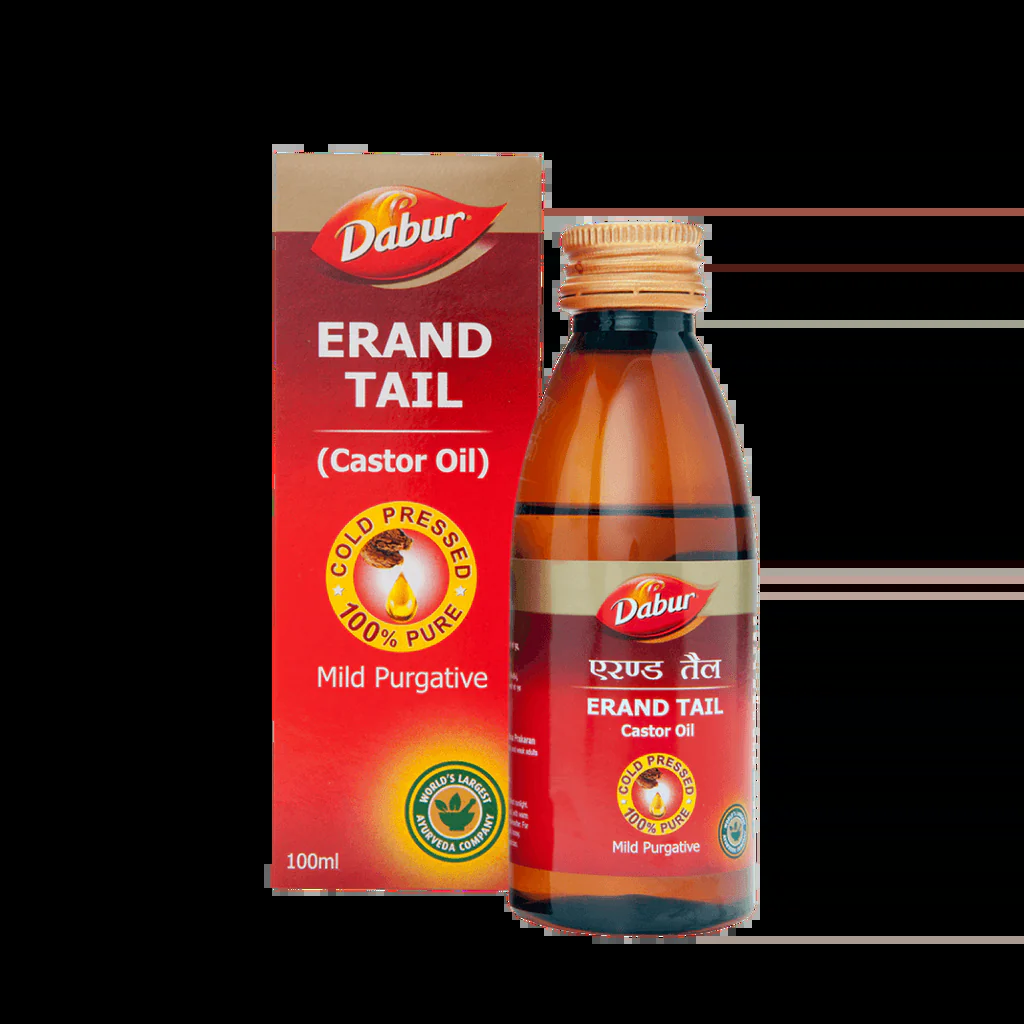 Dabur
ERAND
TAIL
(Castor Oil)
COLD PRESSED
100% PURE
Mild Purgative
WORLD'S LARGEST
AYURVEDA COMPANY
100ml
Dabur
एरण्ड तैल
ERAND TAIL
Castor Oil
COLD PRESSED
100% PURE
Mild Purgative